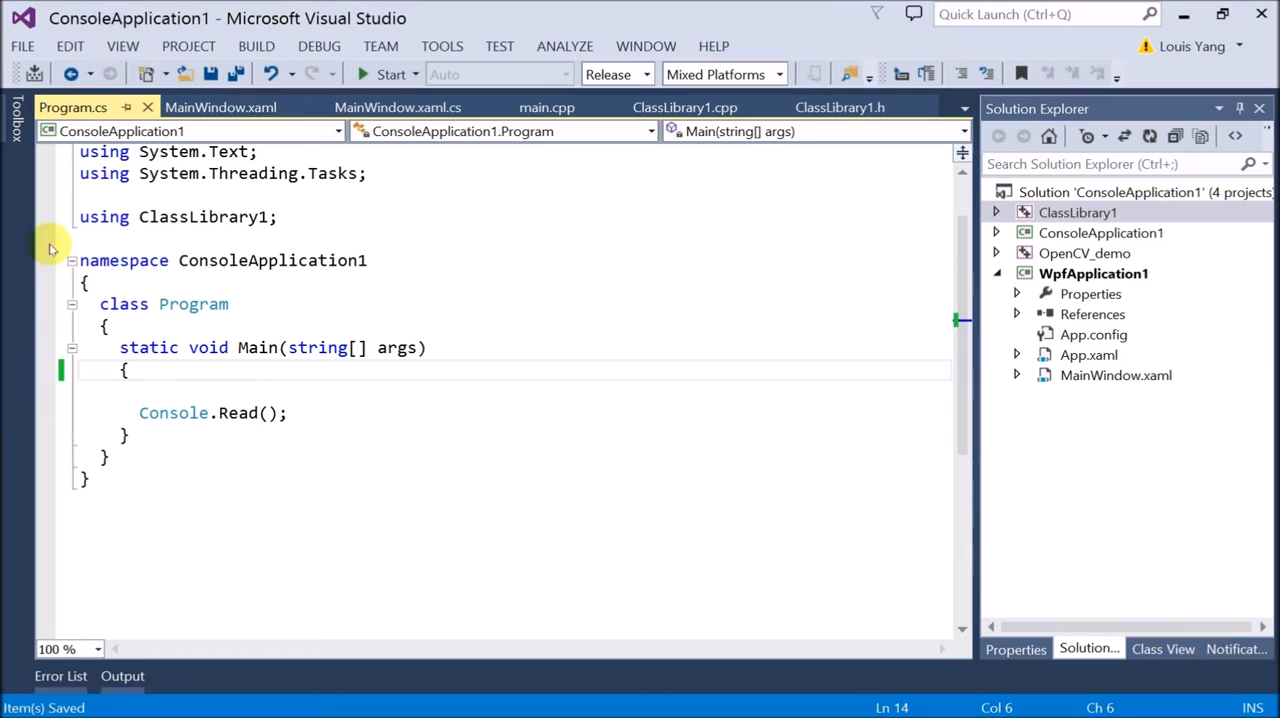 ConsoleApplication1 - Microsoft Visual Studio
Quick Launch (Ctrl+Q)
FILE EDIT VIEW PROJECT BUILD DEBUG TEAM TOOLS TEST ANALYZE WINDOW HELP
Louis Yang
Start Auto Release Mixed Platforms
Toolbox
Program.cs MainWindow.xaml MainWindow.xaml.cs main.cpp ClassLibrary1.cpp ClassLibrary1.h
ConsoleApplication1 ConsoleApplication1.Program Main(string[] args)
using System.Text;
using System.Threading.Tasks;
using ClassLibrary1;
namespace ConsoleApplication1
{
class Program
{
static void Main(string[] args)
{
Console.Read();
}
}
}
100 %
Solution Explorer
Search Solution Explorer (Ctrl+;)
Solution 'ConsoleApplication1' (4 projects)
ClassLibrary1
ConsoleApplication1
OpenCV_demo
WpfApplication1
Properties
References
App.config
App.xaml
MainWindow.xaml
Properties Solution... Class View Notificat...
Error List Output
Item(s) Saved Ln 14 Col 6 Ch 6 INS